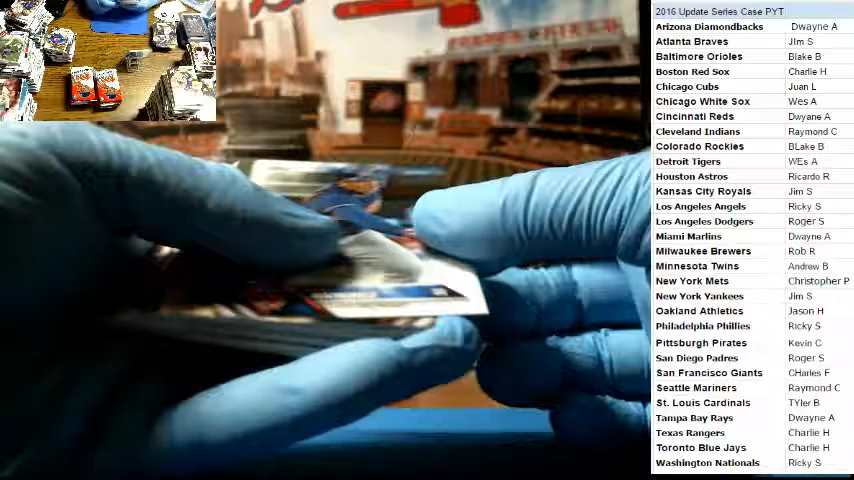 2016 Update Series Case PYT
Arizona Diamondbacks Dwayne A
Atlanta Braves Jim S
Baltimore Orioles Blake B
Boston Red Sox Charlie H
Chicago Cubs Juan L
Chicago White Sox Wes A
Cincinnati Reds Dwyane A
Cleveland Indians Raymond C
Colorado Rockies BLake B
Detroit Tigers WEs A
Houston Astros Ricardo R
Kansas City Royals Jim S
Los Angeles Angels Ricky S
Los Angeles Dodgers Roger S
Miami Marlins Dwayne A
Milwaukee Brewers Rob R
Minnesota Twins Andrew B
New York Mets Christopher P
New York Yankees Jim S
Oakland Athletics Jason H
Philadelphia Phillies Ricky S
Pittsburgh Pirates Kevin C
San Diego Padres Roger S
San Francisco Giants CHarles F
Seattle Mariners Raymond C
St. Louis Cardinals TYler B
Tampa Bay Rays Dwayne A
Texas Rangers Charlie H
Toronto Blue Jays Charlie H
Washington Nationals Ricky S